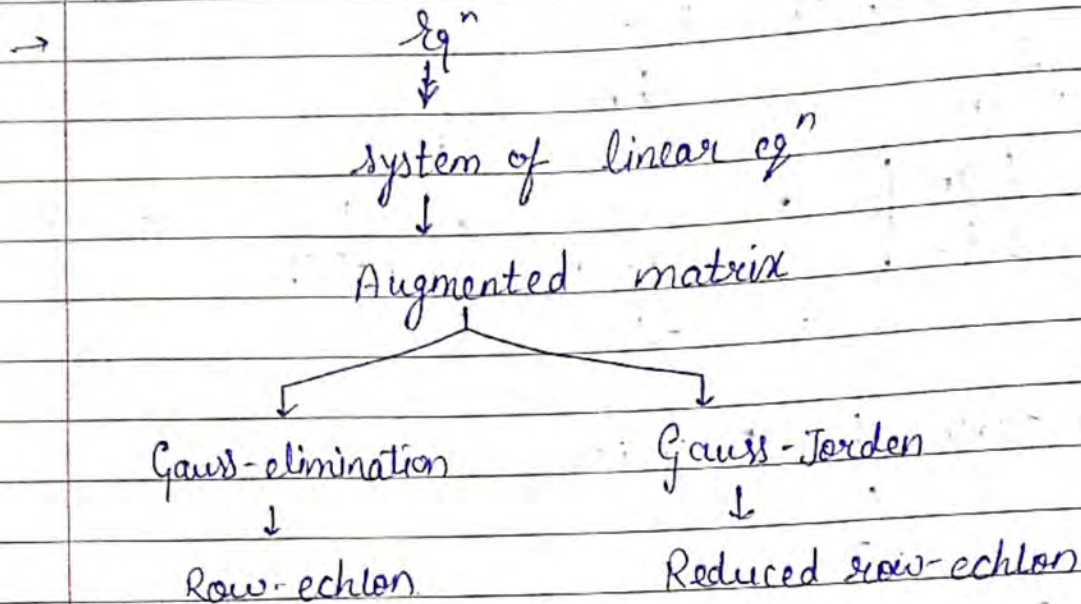 → Eqⁿ
system of linear eqⁿ
Augmented matrix
Gauss-elimination Gauss-Jorden
Row-echlon Reduced row-echlon